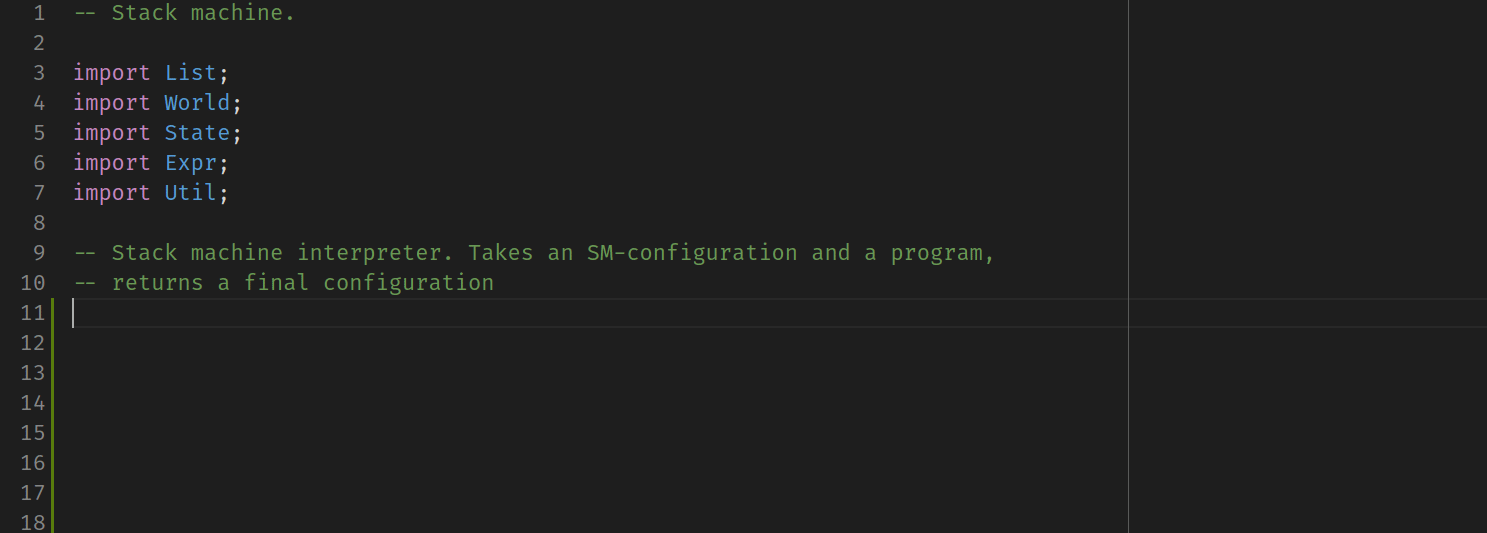 1 -- Stack machine.
2
3 import List;
4 import World;
5 import State;
6 import Expr;
7 import Util;
8
9 -- Stack machine interpreter. Takes an SM-configuration and a program,
10 -- returns a final configuration
11
12
13
14
15
16
17
18